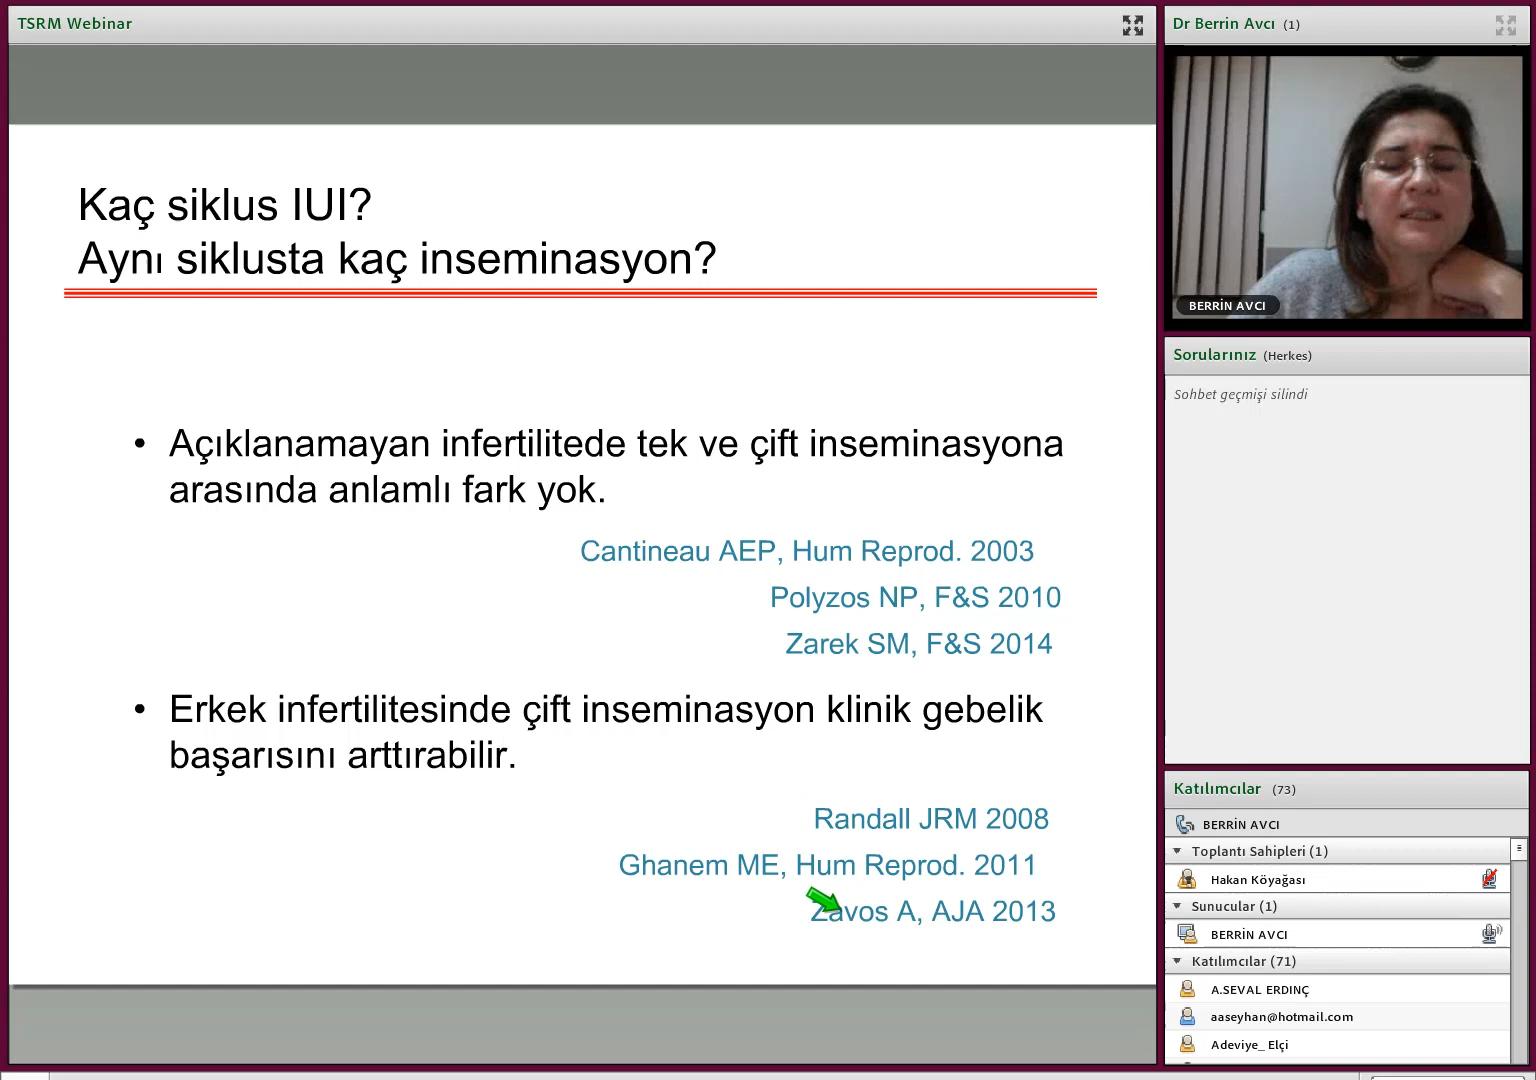 TSRM Webinar
Kaç siklus IUI?
Aynı siklusta kaç inseminasyon?
• Açıklanamayan infertilitede tek ve çift inseminasyona
arasında anlamlı fark yok.
Cantineau AEP, Hum Reprod. 2003
Polyzos NP, F&S 2010
Zarek SM, F&S 2014
• Erkek infertilitesinde çift inseminasyon klinik gebelik
başarısını arttırabilir.
Randall JRM 2008
Ghanem ME, Hum Reprod. 2011
Zavos A, AJA 2013
Dr Berrin Avcı (1)
BERRİN AVCI
Sorularınız (Herkes)
Sohbet geçmişi silindi
Katılımcılar (73)
BERRİN AVCI
Toplantı Sahipleri (1)
Hakan Köyağası
Sunucular (1)
BERRİN AVCI
Katılımcılar (71)
A.SEVAL ERDINÇ
aaseyhan@hotmail.com
Adeviye_ Elçi